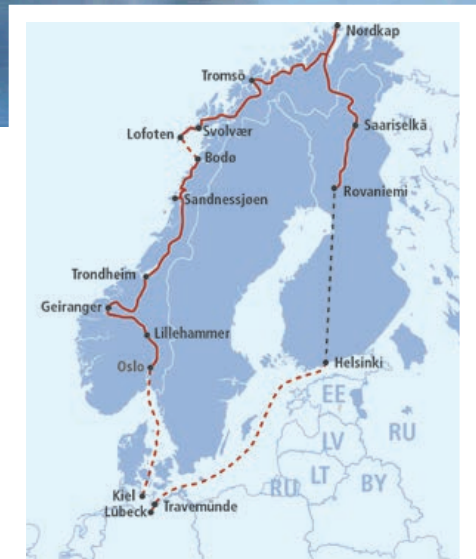 Nordkap
Tromsö
Saariselkä
Svolvær
Lofoten
Bodø
Rovaniemi
Sandnessjøen
Trondheim
Geiranger
Lillehammer
Oslo
Helsinki
EE
RU
LV
LT
RU
BY
Kiel
Travemünde
Lübeck